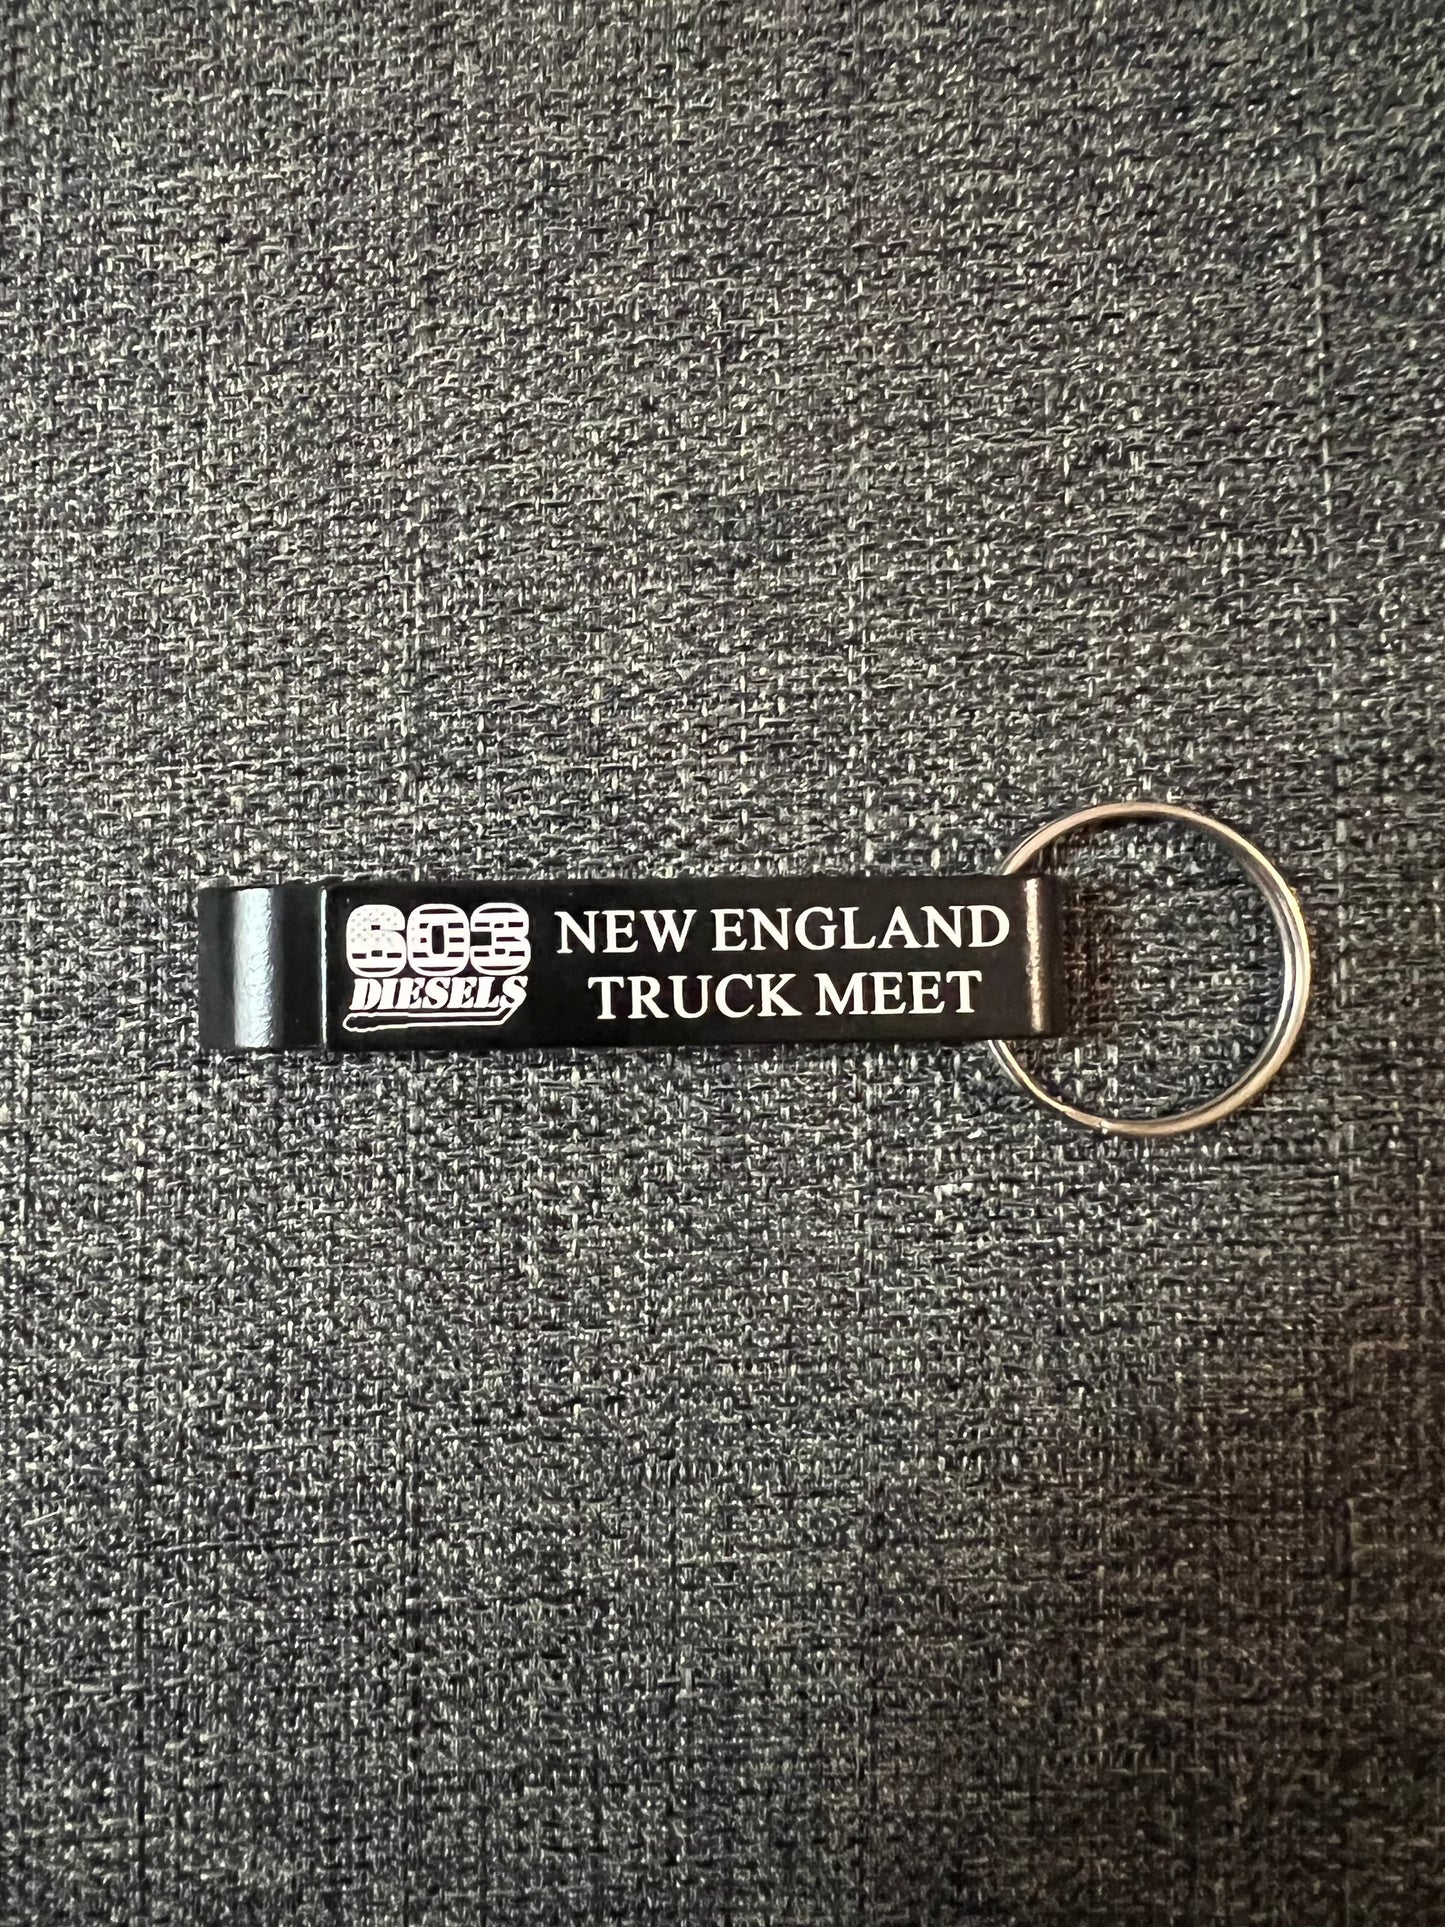 603
DIESELS
NEW ENGLAND
TRUCK MEET